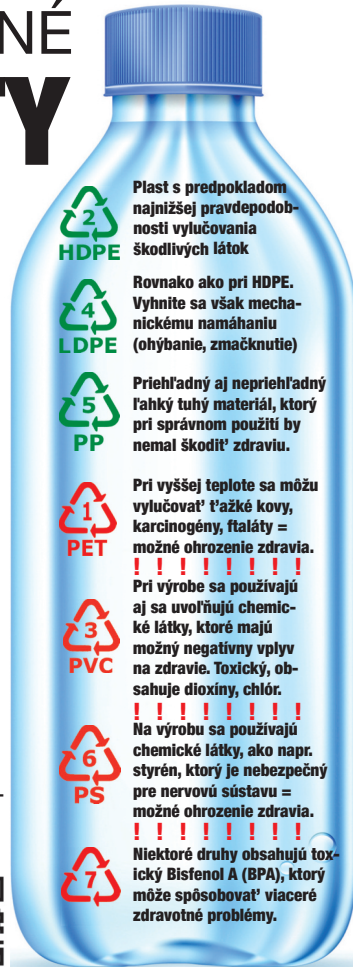 NÉ
TY
2
HDPE
Plast s predpokladom
najnižšej pravdepodob-
nosti vylučovania
škodlivých látok
4
LDPE
Rovnako ako pri HDPE.
Vyhnite sa však mecha-
nickému namáhaniu
(ohýbanie, zmačknutie)
5
PP
Priehľadný aj nepriehľadný
ľahký tuhý materiál, ktorý
pri správnom použití by
nemal škodiť zdraviu.
1
PET
Pri vyššej teplote sa môžu
vylučovať ťažké kovy,
karcinogény, ftaláty =
možné ohrozenie zdravia.
! ! ! ! ! ! ! !
3
PVC
Pri výrobe sa používajú
aj sa uvoľňujú chemic-
ké látky, ktoré majú
možný negatívny vplyv
na zdravie. Toxický, ob-
sahuje dioxíny, chlór.
! ! ! ! ! ! ! !
6
PS
Na výrobu sa používajú
chemické látky, ako napr.
styrén, ktorý je nebezpečný
pre nervovú sústavu =
možné ohrozenie zdravia.
! ! ! ! ! ! ! !
7
Niektoré druhy obsahujú tox-
ický Bisfenol A (BPA), ktorý
môže spôsobovať viaceré
zdravotné problémy.